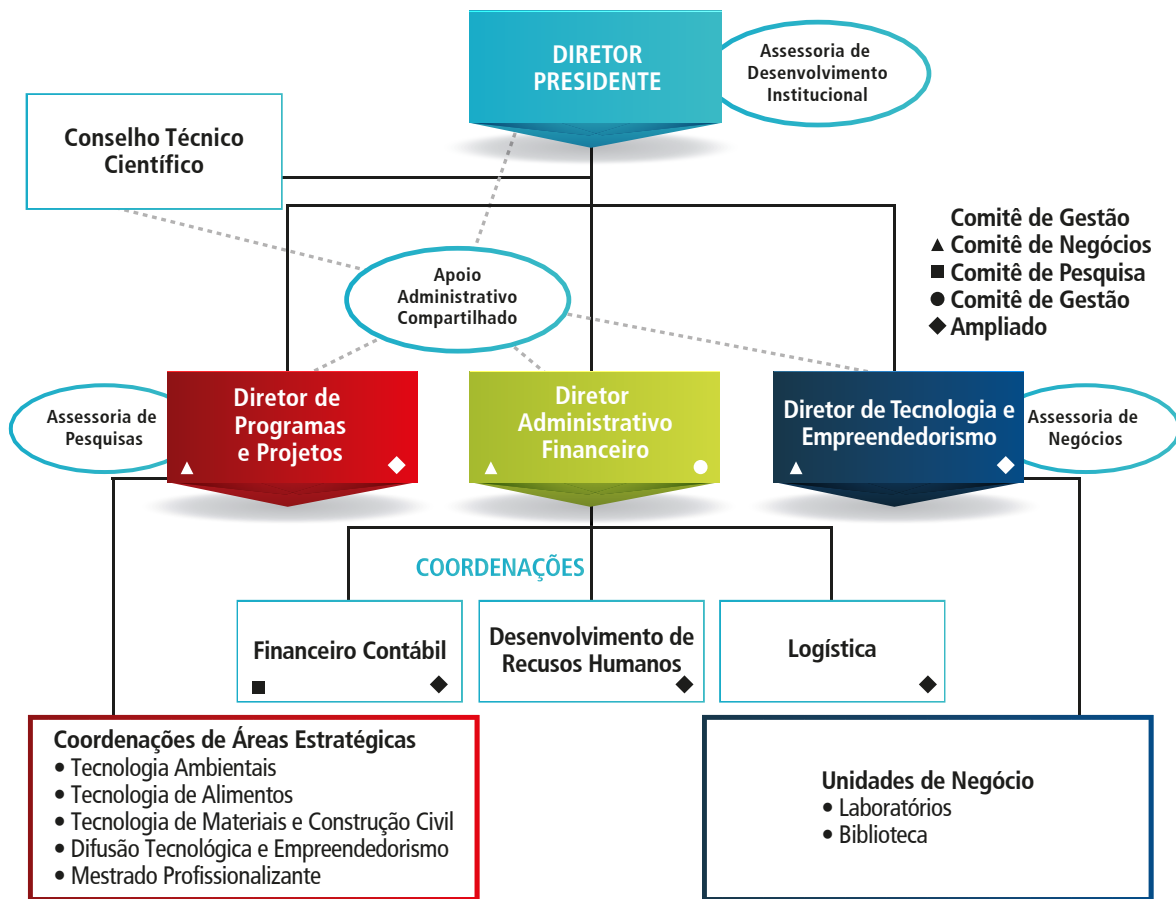 DIRETOR
PRESIDENTE
Assessoria de
Desenvolvimento
Institucional
Conselho Técnico
Científico
Comitê de Gestão
▲ Comitê de Negócios
■ Comitê de Pesquisa
● Comitê de Gestão
◆ Ampliado
Apoio
Administrativo
Compartilhado
Assessoria de
Pesquisas
Diretor de
Programas
e Projetos
Diretor
Administrativo
Financeiro
Diretor de Tecnologia e
Empreendedorismo
Assessoria de
Negócios
COORDENAÇÕES
Financeiro Contábil
Desenvolvimento de
Recusos Humanos
Logística
Coordenações de Áreas Estratégicas
• Tecnologia Ambientais
• Tecnologia de Alimentos
• Tecnologia de Materiais e Construção Civil
• Difusão Tecnológica e Empreendedorismo
• Mestrado Profissionalizante
Unidades de Negócio
• Laboratórios
• Biblioteca